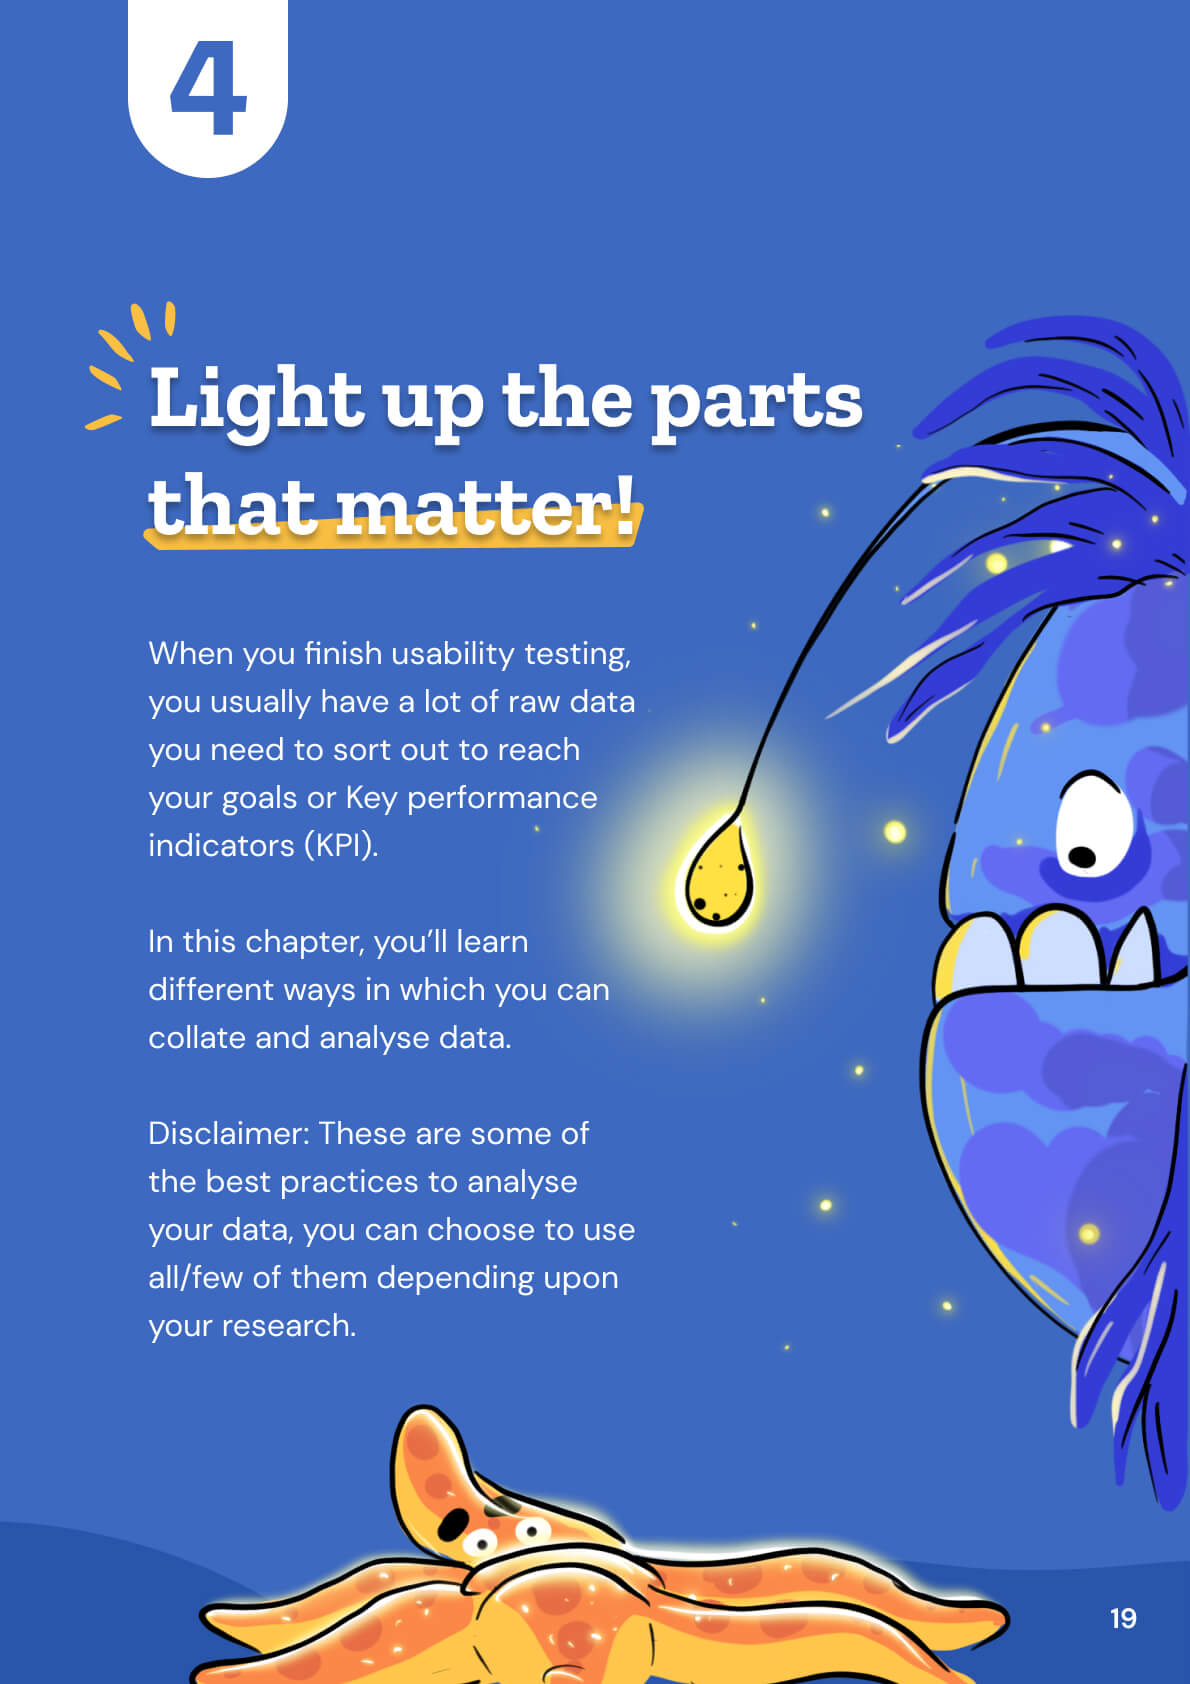 4
Light up the parts
that matter!
When you finish usability testing,
you usually have a lot of raw data
you need to sort out to reach
your goals or Key performance
indicators (KPI).
In this chapter, you’ll learn
different ways in which you can
collate and analyse data.
Disclaimer: These are some of
the best practices to analyse
your data, you can choose to use
all/few of them depending upon
your research.
19